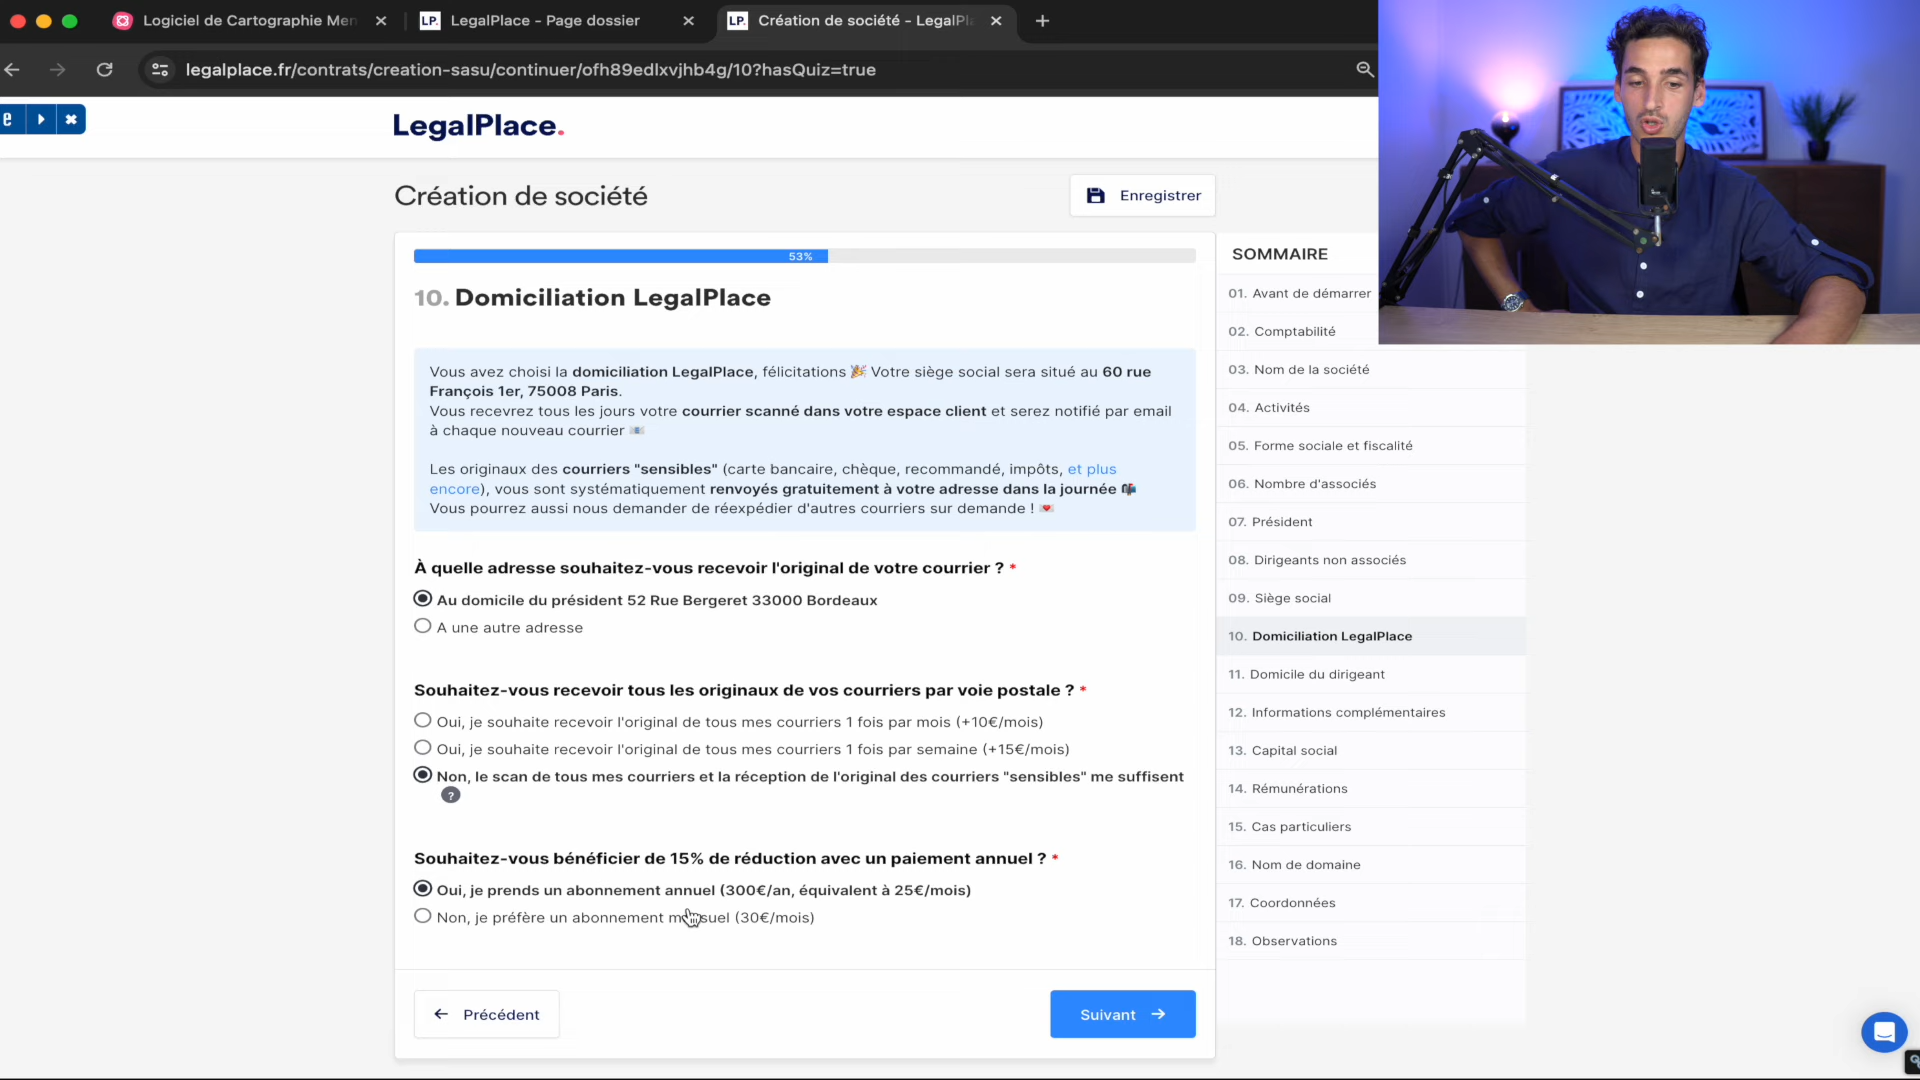 Logiciel de Cartographie Men
LegalPlace - Page dossier
Création de société - LegalPla
legalplace.fr/contrats/creation-sasu/continuer/ofh89edlxvjhb4g/10?hasQuiz=true
LegalPlace.
Création de société
Enregistrer
53%
10. Domiciliation LegalPlace
Vous avez choisi la domiciliation LegalPlace, félicitations 🎉 Votre siège social sera situé au 60 rue
François 1er, 75008 Paris.
Vous recevrez tous les jours votre courrier scanné dans votre espace client et serez notifié par email
à chaque nouveau courrier 📧
Les originaux des courriers "sensibles" (carte bancaire, chèque, recommandé, impôts, et plus
encore), vous sont systématiquement renvoyés gratuitement à votre adresse dans la journée 📬
Vous pourrez aussi nous demander de réexpédier d'autres courriers sur demande ! 💌
À quelle adresse souhaitez-vous recevoir l'original de votre courrier ? *
Au domicile du président 52 Rue Bergeret 33000 Bordeaux
A une autre adresse
Souhaitez-vous recevoir tous les originaux de vos courriers par voie postale ? *
Oui, je souhaite recevoir l'original de tous mes courriers 1 fois par mois (+10€/mois)
Oui, je souhaite recevoir l'original de tous mes courriers 1 fois par semaine (+15€/mois)
Non, le scan de tous mes courriers et la réception de l'original des courriers "sensibles" me suffisent
?
Souhaitez-vous bénéficier de 15% de réduction avec un paiement annuel ? *
Oui, je prends un abonnement annuel (300€/an, équivalent à 25€/mois)
Non, je préfère un abonnement mensuel (30€/mois)
Précédent
Suivant
SOMMAIRE
01. Avant de démarrer
02. Comptabilité
03. Nom de la société
04. Activités
05. Forme sociale et fiscalité
06. Nombre d'associés
07. Président
08. Dirigeants non associés
09. Siège social
10. Domiciliation LegalPlace
11. Domicile du dirigeant
12. Informations complémentaires
13. Capital social
14. Rémunérations
15. Cas particuliers
16. Nom de domaine
17. Coordonnées
18. Observations